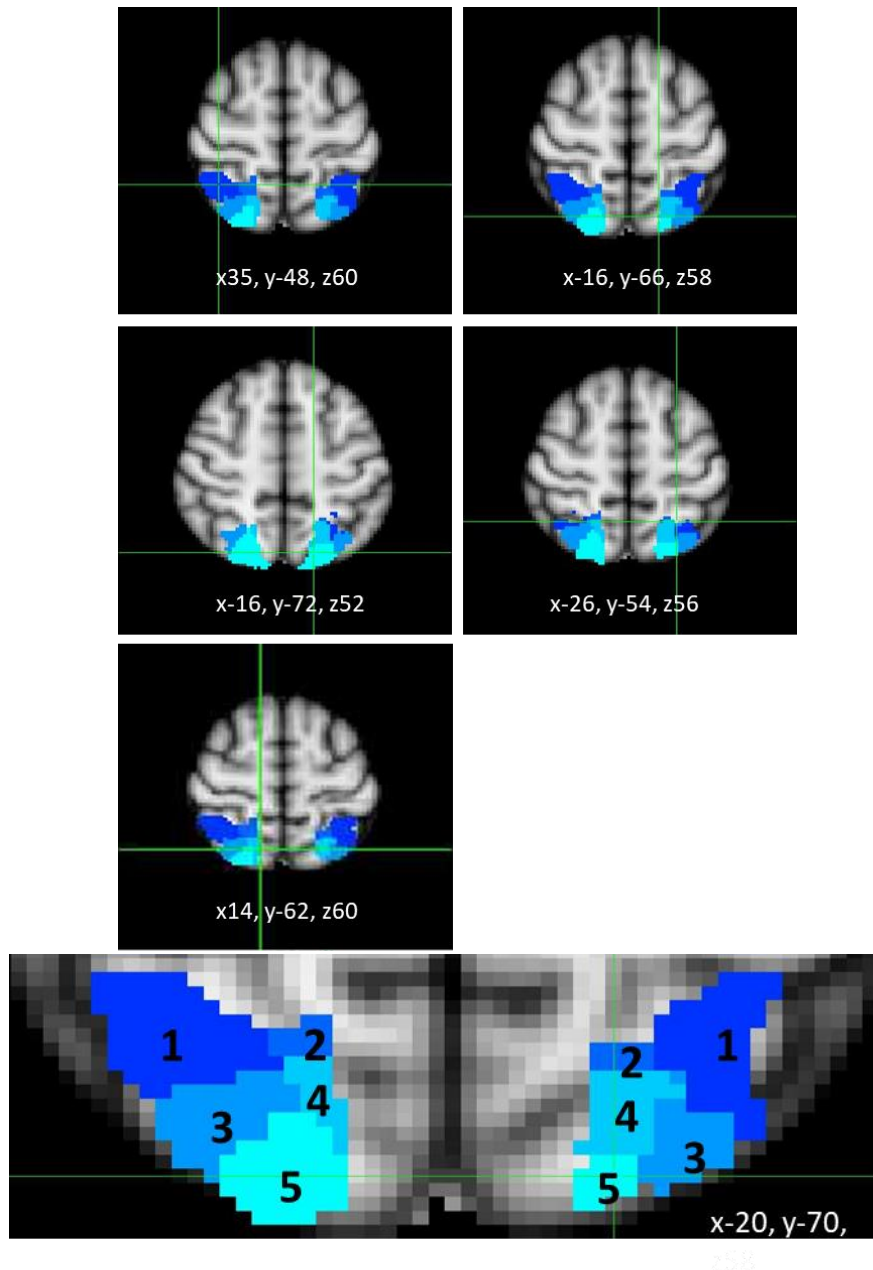 x35, y-48, z60
x-16, y-66, z58
x-16, y-72, z52
x-26, y-54, z56
x14, y-62, z60
1 2 2 1
3 4 4 3
5 5
x-20, y-70,
z58